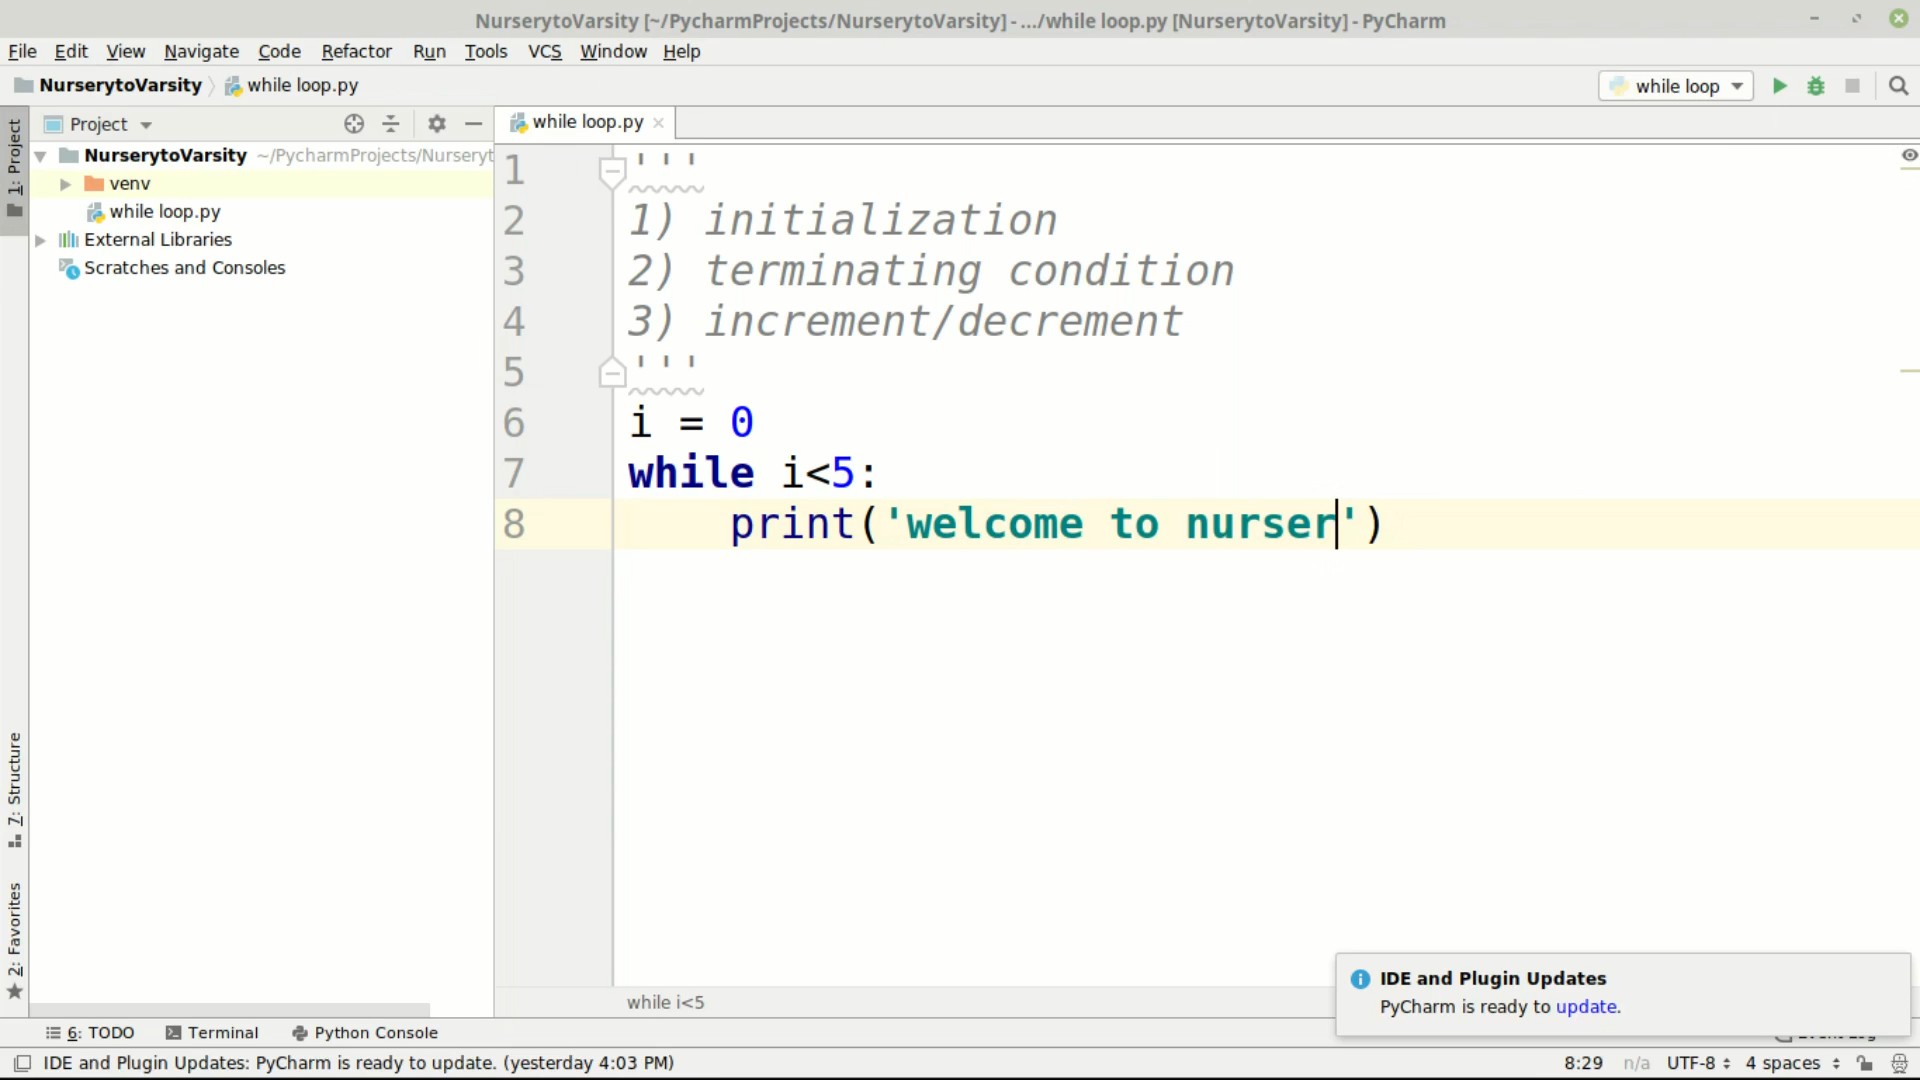 NurserytoVarsity [~/PycharmProjects/NurserytoVarsity] - .../while loop.py [NurserytoVarsity] - PyCharm
File Edit View Navigate Code Refactor Run Tools VCS Window Help
NurserytoVarsity while loop.py while loop
1: Project
Project
while loop.py
NurserytoVarsity ~/PycharmProjects/Nurseryt
venv
while loop.py
External Libraries
Scratches and Consoles
1 '''
2 1) initialization
3 2) terminating condition
4 3) increment/decrement
5 '''
6 i = 0
7 while i<5:
8 print('welcome to nurser')
7: Structure
2: Favorites
while i<5
IDE and Plugin Updates
PyCharm is ready to update.
6: TODO Terminal Python Console
IDE and Plugin Updates: PyCharm is ready to update. (yesterday 4:03 PM) 8:29 n/a UTF-8 4 spaces